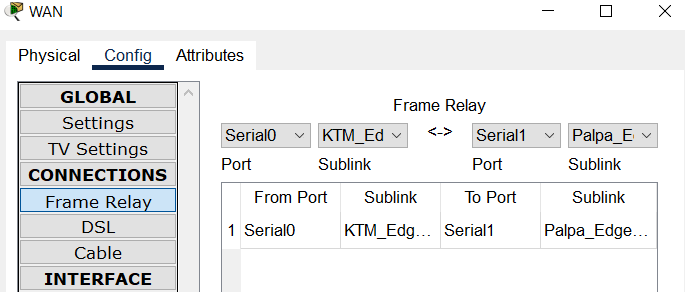 WAN
Physical Config Attributes
GLOBAL
Settings
TV Settings
CONNECTIONS
Frame Relay
DSL
Cable
INTERFACE
Frame Relay
Serial0 KTM_Ed <-> Serial1 Palpa_E
Port Sublink Port Sublink
From Port Sublink To Port Sublink
1 Serial0 KTM_Edg... Serial1 Palpa_Edge...